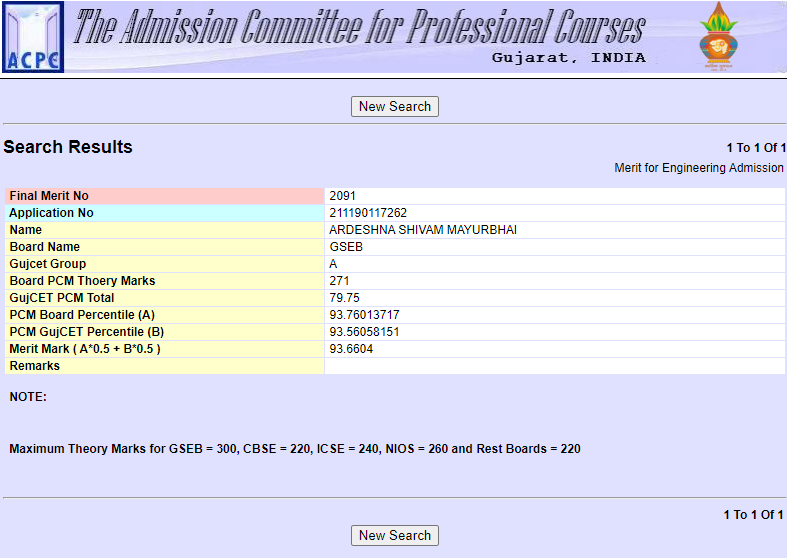 ACPC
The Admission Committee for Professional Courses
Gujarat, INDIA
New Search
Search Results
1 To 1 Of 1
Merit for Engineering Admission
Final Merit No 2091
Application No 211190117262
Name ARDESHNA SHIVAM MAYURBHAI
Board Name GSEB
Gujcet Group A
Board PCM Thoery Marks 271
GujCET PCM Total 79.75
PCM Board Percentile (A) 93.76013717
PCM GujCET Percentile (B) 93.56058151
Merit Mark ( A*0.5 + B*0.5 ) 93.6604
Remarks
NOTE:
Maximum Theory Marks for GSEB = 300, CBSE = 220, ICSE = 240, NIOS = 260 and Rest Boards = 220
1 To 1 Of 1
New Search